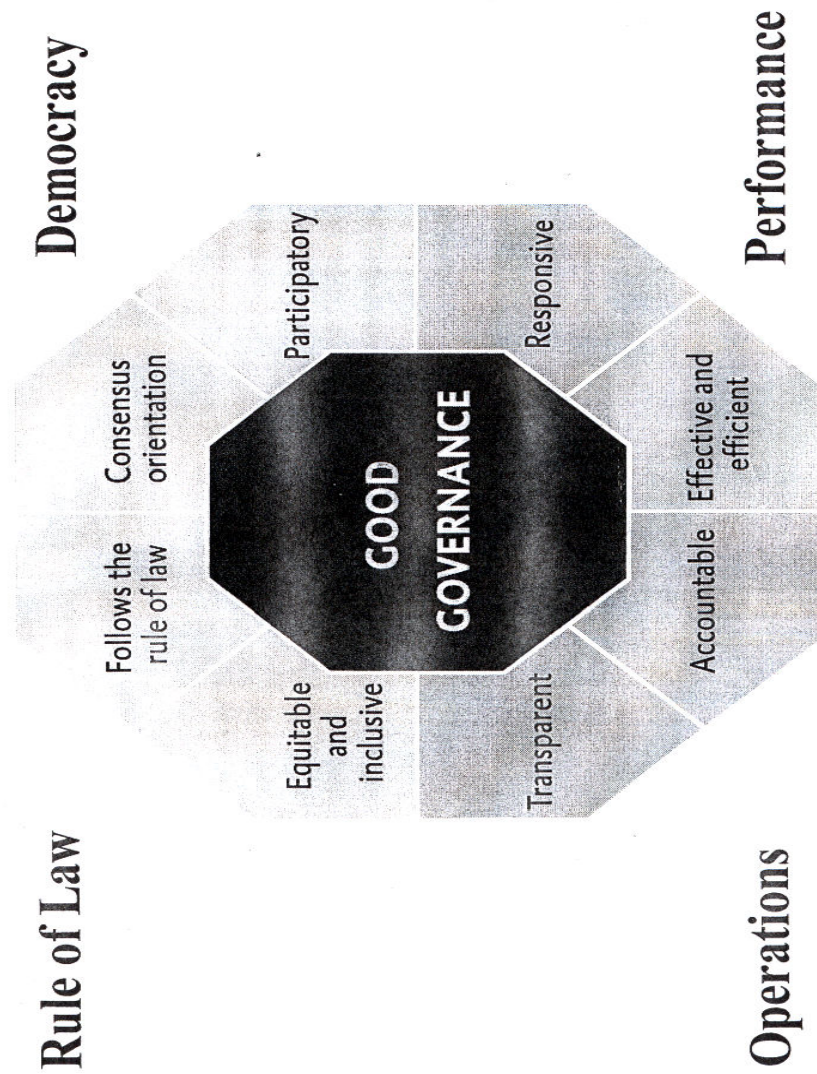 Rule of Law
Democracy
Follows the
rule of law
Consensus
orientation
Equitable
and
inclusive
Participatory
GOOD
GOVERNANCE
Transparent
Responsive
Accountable
Effective and
efficient
Operations
Performance